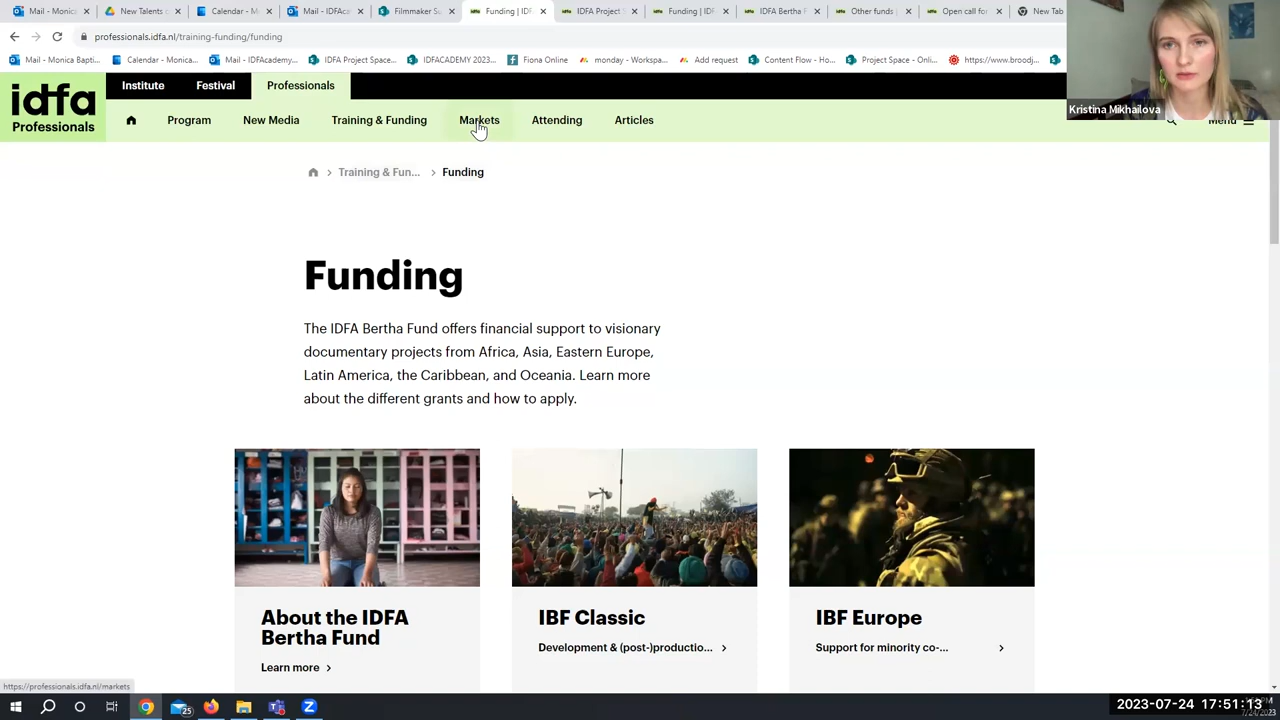 Mail - Monica
New Talents
Calendar - M
Mail - IDFAc
Filmmaker Su
Funding | IDF
IDFA Project S
Funding | IDF
IDFA Bertha F
Other funds
Open call for
New Tab
professionals.idfa.nl/training-funding/funding
Mail - Monica Bapti...
Calendar - Monica...
Mail - IDFAcademy...
IDFA Project Space...
IDFACADEMY 2023...
Fiona Online
monday - Workspa...
Add request
Content Flow - Ho...
Project Space - Onli...
https://www.broodj...
Kristina Mikhailova
idfa
Professionals
Institute
Festival
Professionals
Program
New Media
Training & Funding
Markets
Attending
Articles
Menu
Training & Fun...
Funding
Funding
The IDFA Bertha Fund offers financial support to visionary
documentary projects from Africa, Asia, Eastern Europe,
Latin America, the Caribbean, and Oceania. Learn more
about the different grants and how to apply.
About the IDFA
Bertha Fund
Learn more
IBF Classic
Development & (post-)productio...
IBF Europe
Support for minority co-...
https://professionals.idfa.nl/markets
25
2023-07-24 17:51:13